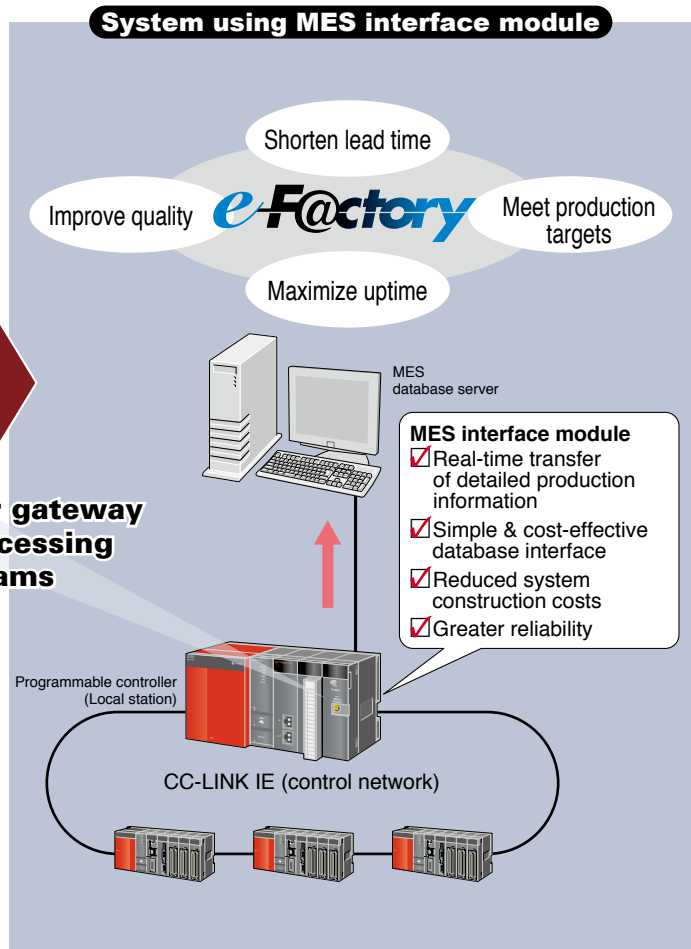 System using MES interface module
Shorten lead time
Improve quality
e-F@ctory
Meet production
targets
Maximize uptime
MES
database server
MES interface module
Real-time transfer
of detailed production
information
Simple & cost-effective
database interface
Reduced system
construction costs
Greater reliability
gateway
Programmable controller
(Local station)
CC-LINK IE (control network)